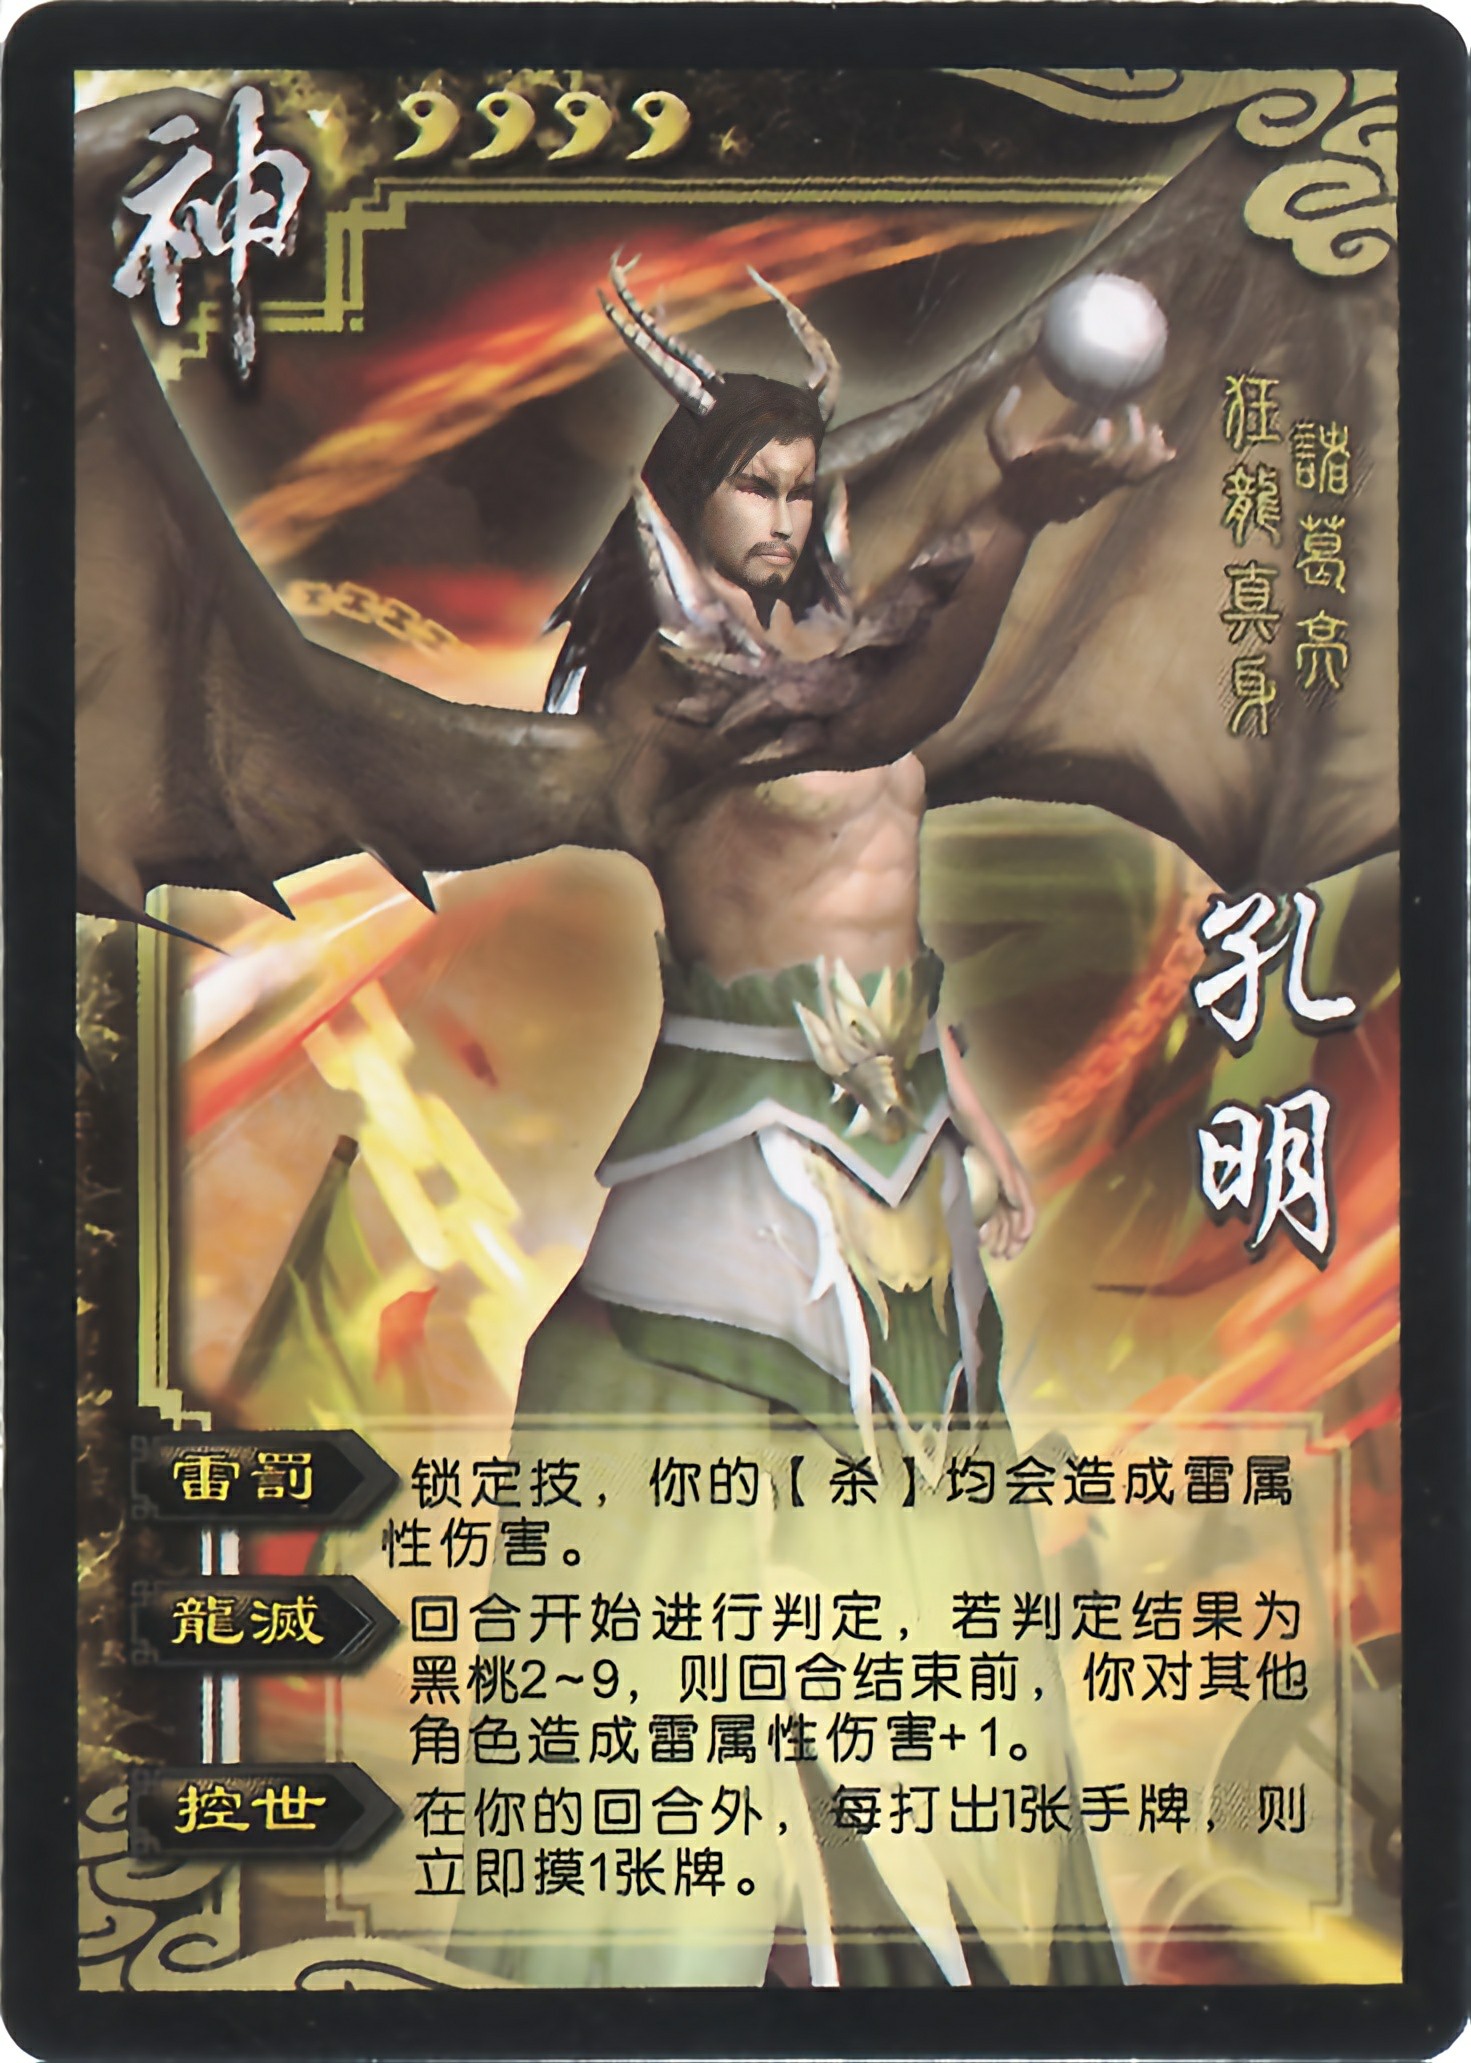 神
諸葛亮
狂龍真身
孔明
雷罰
锁定技，你的【杀】均会造成雷属
性伤害。
龍滅
回合开始进行判定，若判定结果为
黑桃2~9，则回合结束前，你对其他
角色造成雷属性伤害+1。
控世
在你的回合外，每打出1张手牌，则
立即摸1张牌。